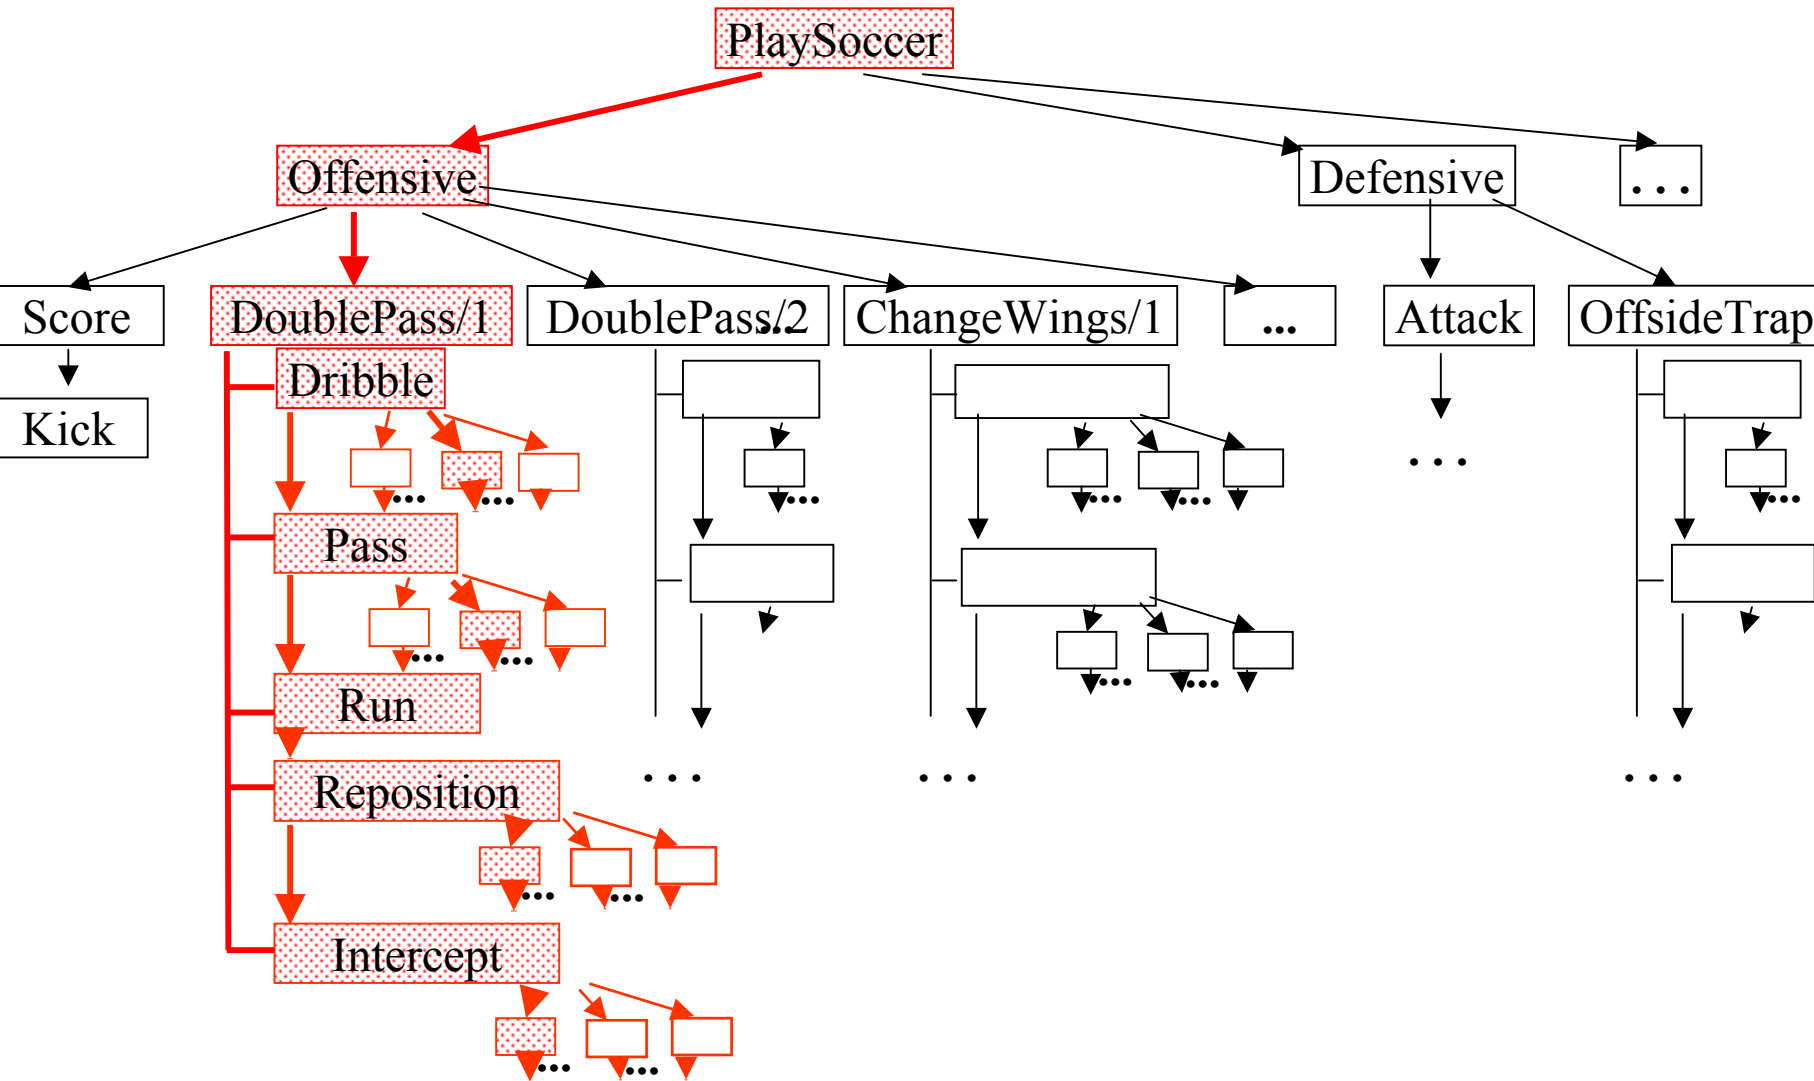 PlaySoccer
Offensive
Defensive
. . .
Score
DoublePass/1
DoublePass/2
...
ChangeWings/1
...
Attack
OffsideTrap
Dribble
Kick
. . .
...
...
...
...
...
...
Pass
...
...
...
...
Run
Reposition
. . .
. . .
. . .
...
...
Intercept
...
...